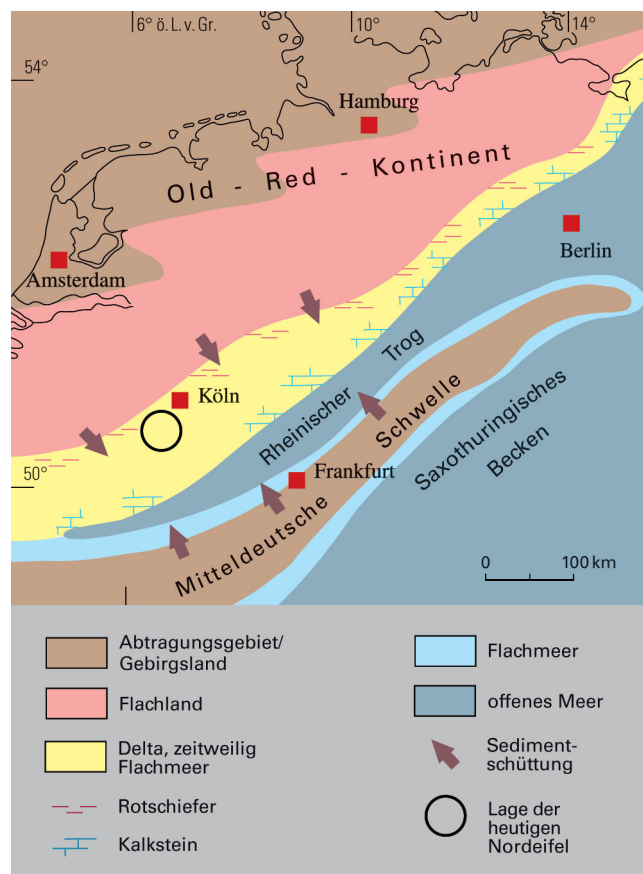 6° ö. L. v. Gr.
10°
14°
54°
Hamburg
Old - Red - Kontinent
Berlin
Amsterdam
Köln
Rheinischer Trog
Schwelle
Saxothuringisches
Becken
50°
Frankfurt
Mitteldeutsche
0 100 km
Abtragungsgebiet/
Gebirgsland
Flachland
Delta, zeitweilig
Flachmeer
Rotschiefer
Kalkstein
Flachmeer
offenes Meer
Sediment-
schüttung
Lage der
heutigen
Nordeifel